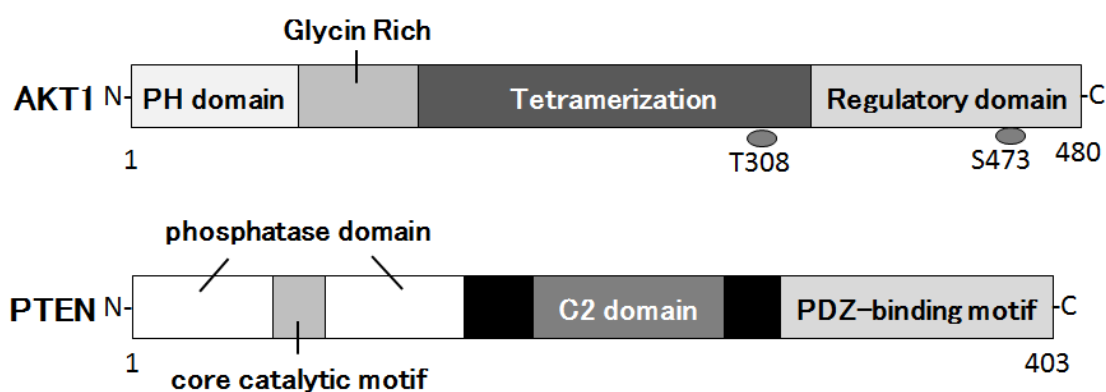 Glycin Rich
AKT1 N- PH domain Tetramerization Regulatory domain -C
1 T308 S473 480
phosphatase domain
PTEN N- C2 domain PDZ-binding motif -C
1 core catalytic motif 403